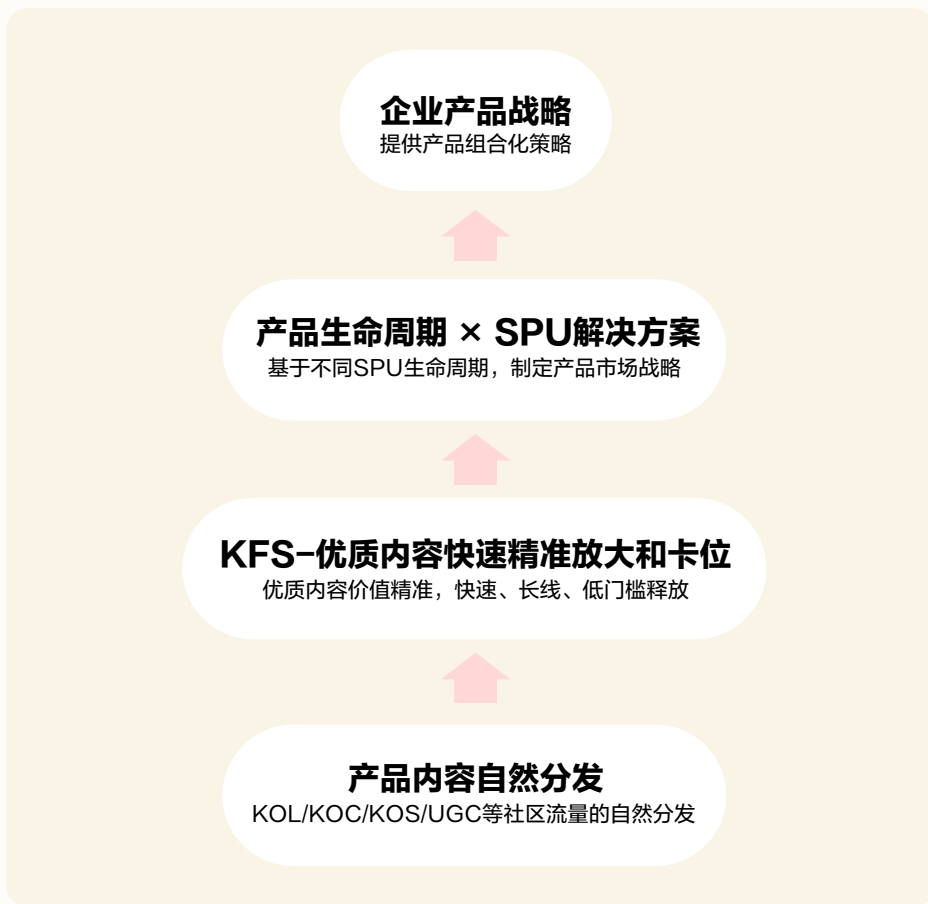 企业产品战略
提供产品组合化策略
产品生命周期 × SPU解决方案
基于不同SPU生命周期，制定产品市场战略
KFS-优质内容快速精准放大和卡位
优质内容价值精准，快速、长线、低门槛释放
产品内容自然分发
KOL/KOC/KOS/UGC等社区流量的自然分发